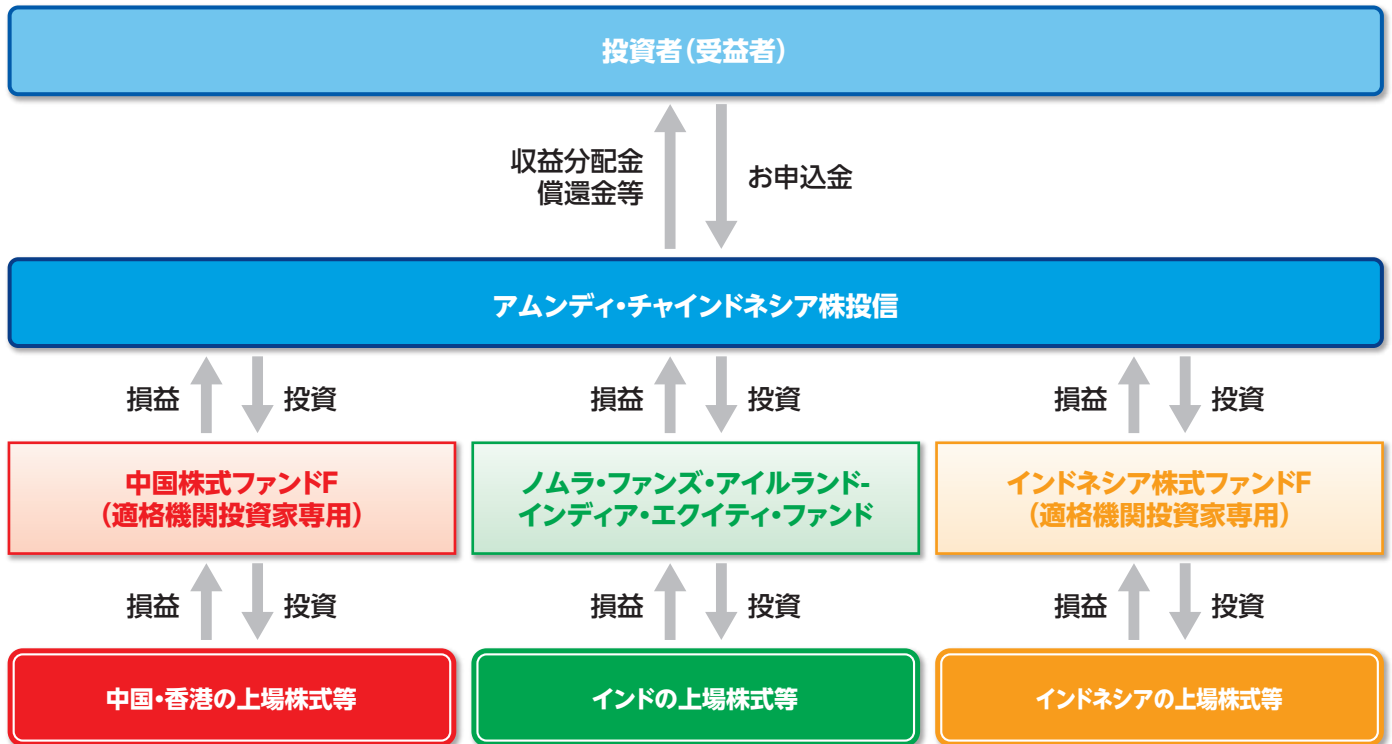 投資者（受益者）
収益分配金
償還金等
お申込金
アムンディ・チャインドネシア株投信
損益
投資
損益
投資
損益
投資
中国株式ファンドF
（適格機関投資家専用）
ノムラ・ファンズ・アイルランド-
インディア・エクイティ・ファンド
インドネシア株式ファンドF
（適格機関投資家専用）
損益
投資
損益
投資
損益
投資
中国・香港の上場株式等
インドの上場株式等
インドネシアの上場株式等